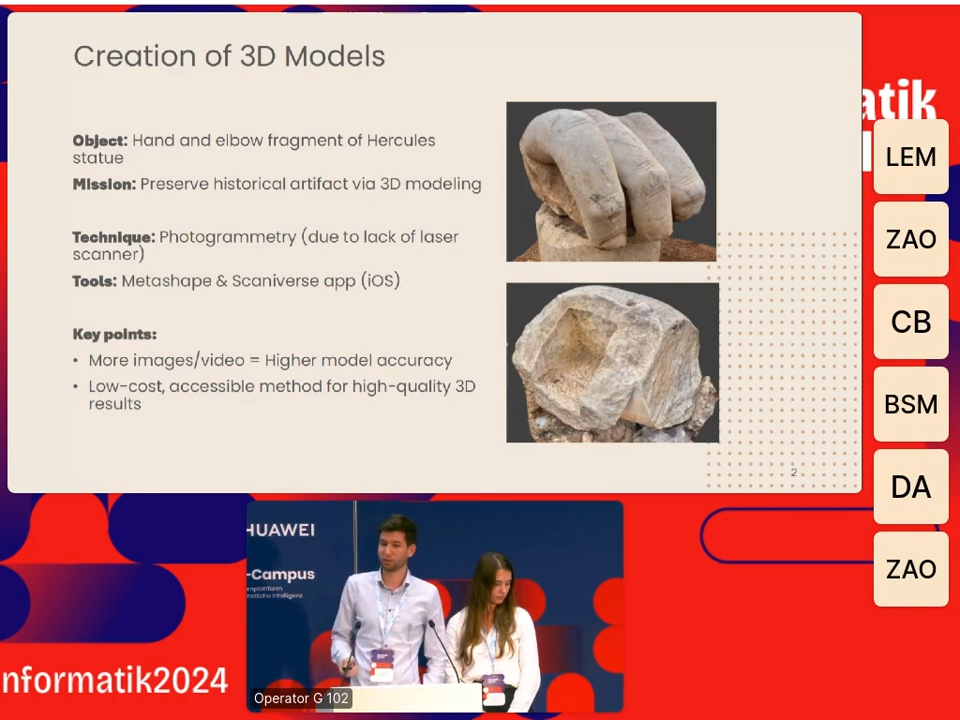 Creation of 3D Models
Object: Hand and elbow fragment of Hercules
statue
Mission: Preserve historical artifact via 3D modeling
Technique: Photogrammetry (due to lack of laser
scanner)
Tools: Metashape & Scaniverse app (iOS)
Key points:
• More images/video = Higher model accuracy
• Low-cost, accessible method for high-quality 3D
results
2
atik
LEM
ZAO
CB
BSM
DA
ZAO
HUAWEI
-Campus
Operator G 102
nformatik2024